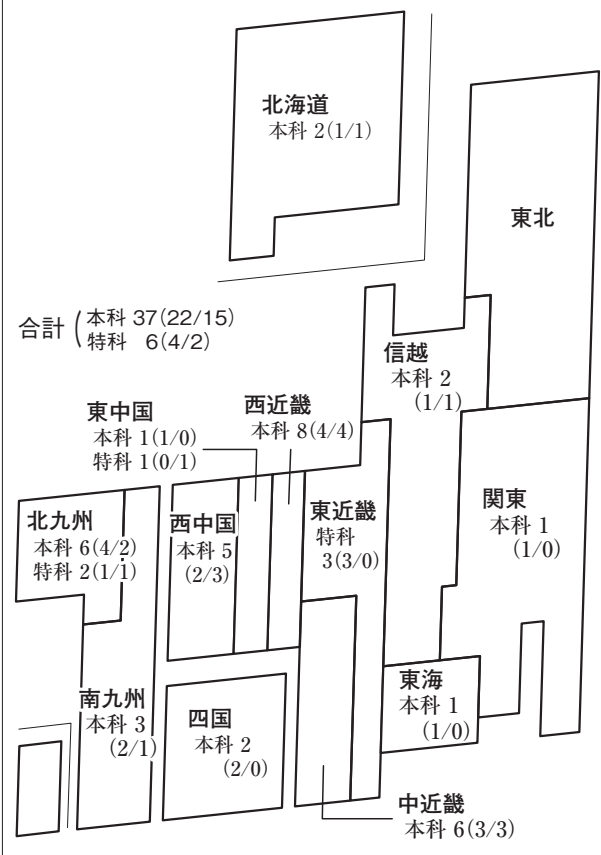 北海道
本科 2(1/1)
東北
合計
本科 37(22/15)
特科 6(4/2)
信越
本科 2
(1/1)
東中国
本科 1(1/0)
特科 1(0/1)
西近畿
本科 8(4/4)
北九州
本科 6(4/2)
特科 2(1/1)
西中国
本科 5
(2/3)
東近畿
特科
3(3/0)
関東
本科 1
(1/0)
南九州
本科 3
(2/1)
四国
本科 2
(2/0)
東海
本科 1
(1/0)
中近畿
本科 6(3/3)